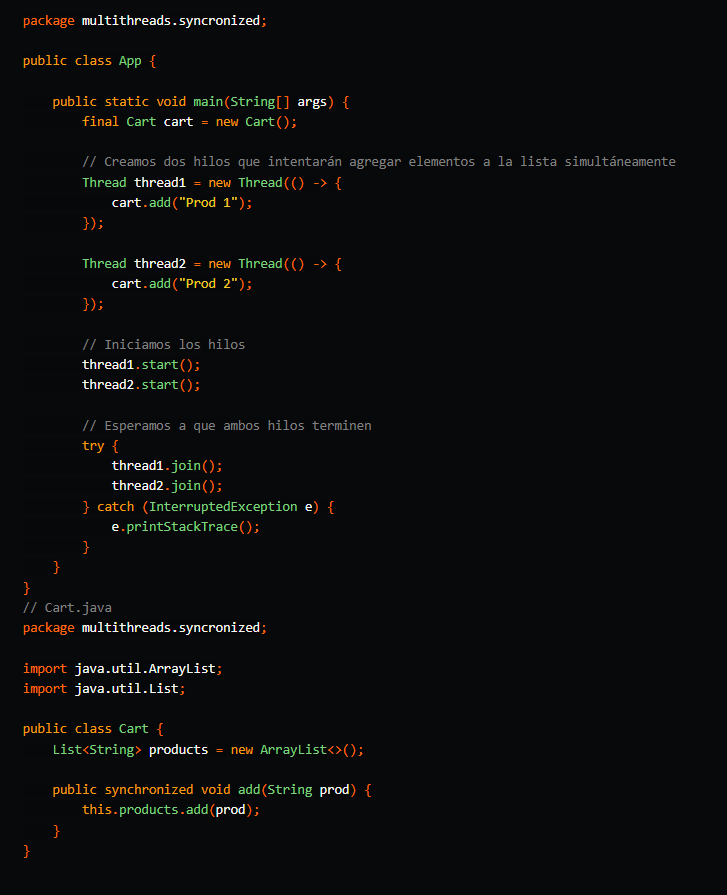 package multithreads.syncronized;
public class App {
public static void main(String[] args) {
final Cart cart = new Cart();
// Creamos dos hilos que intentarán agregar elementos a la lista simultáneamente
Thread thread1 = new Thread(() -> {
cart.add("Prod 1");
});
Thread thread2 = new Thread(() -> {
cart.add("Prod 2");
});
// Iniciamos los hilos
thread1.start();
thread2.start();
// Esperamos a que ambos hilos terminen
try {
thread1.join();
thread2.join();
} catch (InterruptedException e) {
e.printStackTrace();
}
}
}
// Cart.java
package multithreads.syncronized;
import java.util.ArrayList;
import java.util.List;
public class Cart {
List<String> products = new ArrayList<>();
public synchronized void add(String prod) {
this.products.add(prod);
}
}